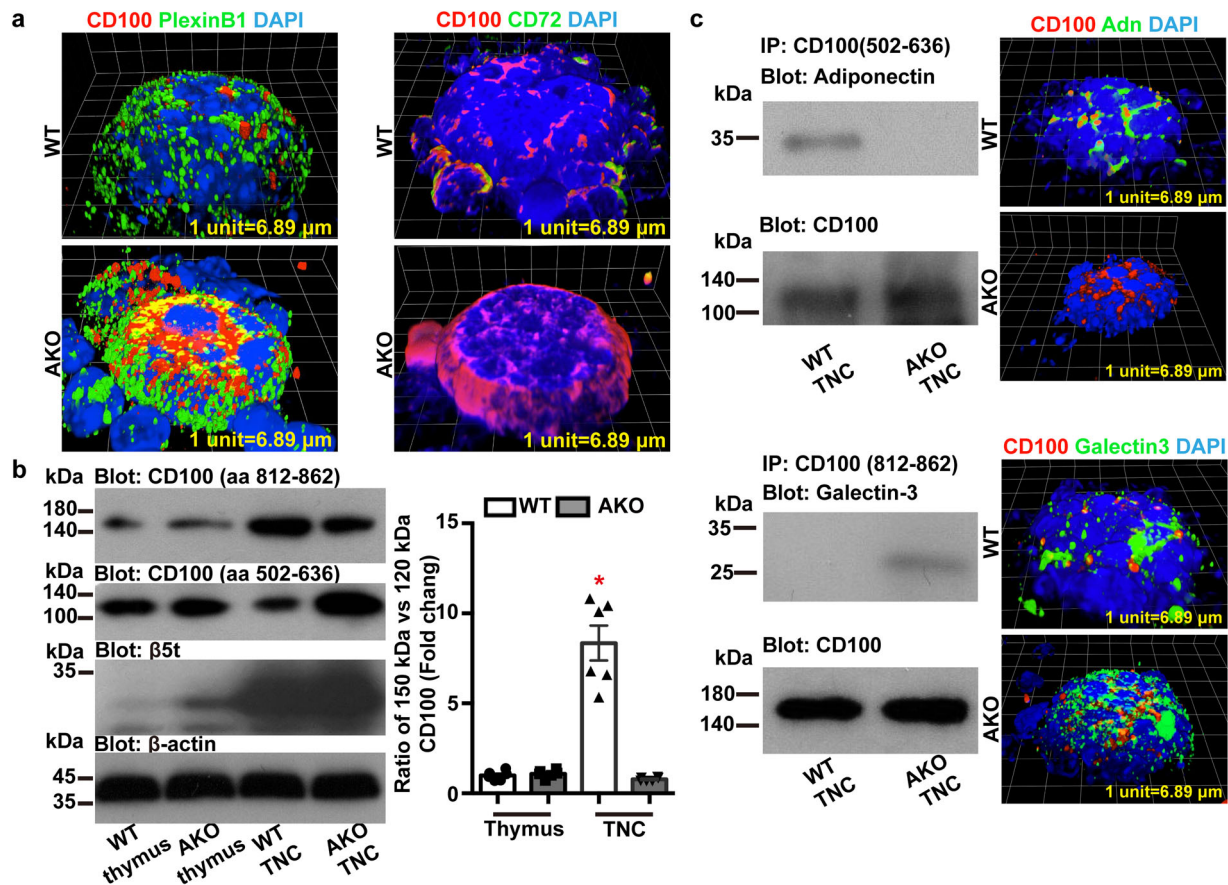 a
CD100 PlexinB1 DAPI
CD100 CD72 DAPI
WT
1 unit=6.89 µm
WT
1 unit=6.89 µm
AKO
1 unit=6.89 µm
AKO
1 unit=6.89 µm
b
kDa Blot: CD100 (aa 812-862)
180
140
kDa Blot: CD100 (aa 502-636)
140
100
kDa Blot: β5t
35
kDa Blot: β-actin
45
35
WT thymus
AKO thymus
WT TNC
AKO TNC
WT AKO
Ratio of 150 kDa vs 120 kDa
CD100 (Fold chang)
15
10
5
0
*
Thymus TNC
c
IP: CD100(502-636)
Blot: Adiponectin
kDa
35
kDa
Blot: CD100
140
100
WT TNC
AKO TNC
CD100 Adn DAPI
WT
1 unit=6.89 µm
AKO
1 unit=6.89 µm
IP: CD100 (812-862)
Blot: Galectin-3
kDa
35
25
kDa
Blot: CD100
180
140
WT TNC
AKO TNC
CD100 Galectin3 DAPI
WT
1 unit=6.89 µm
AKO
1 unit=6.89 µm